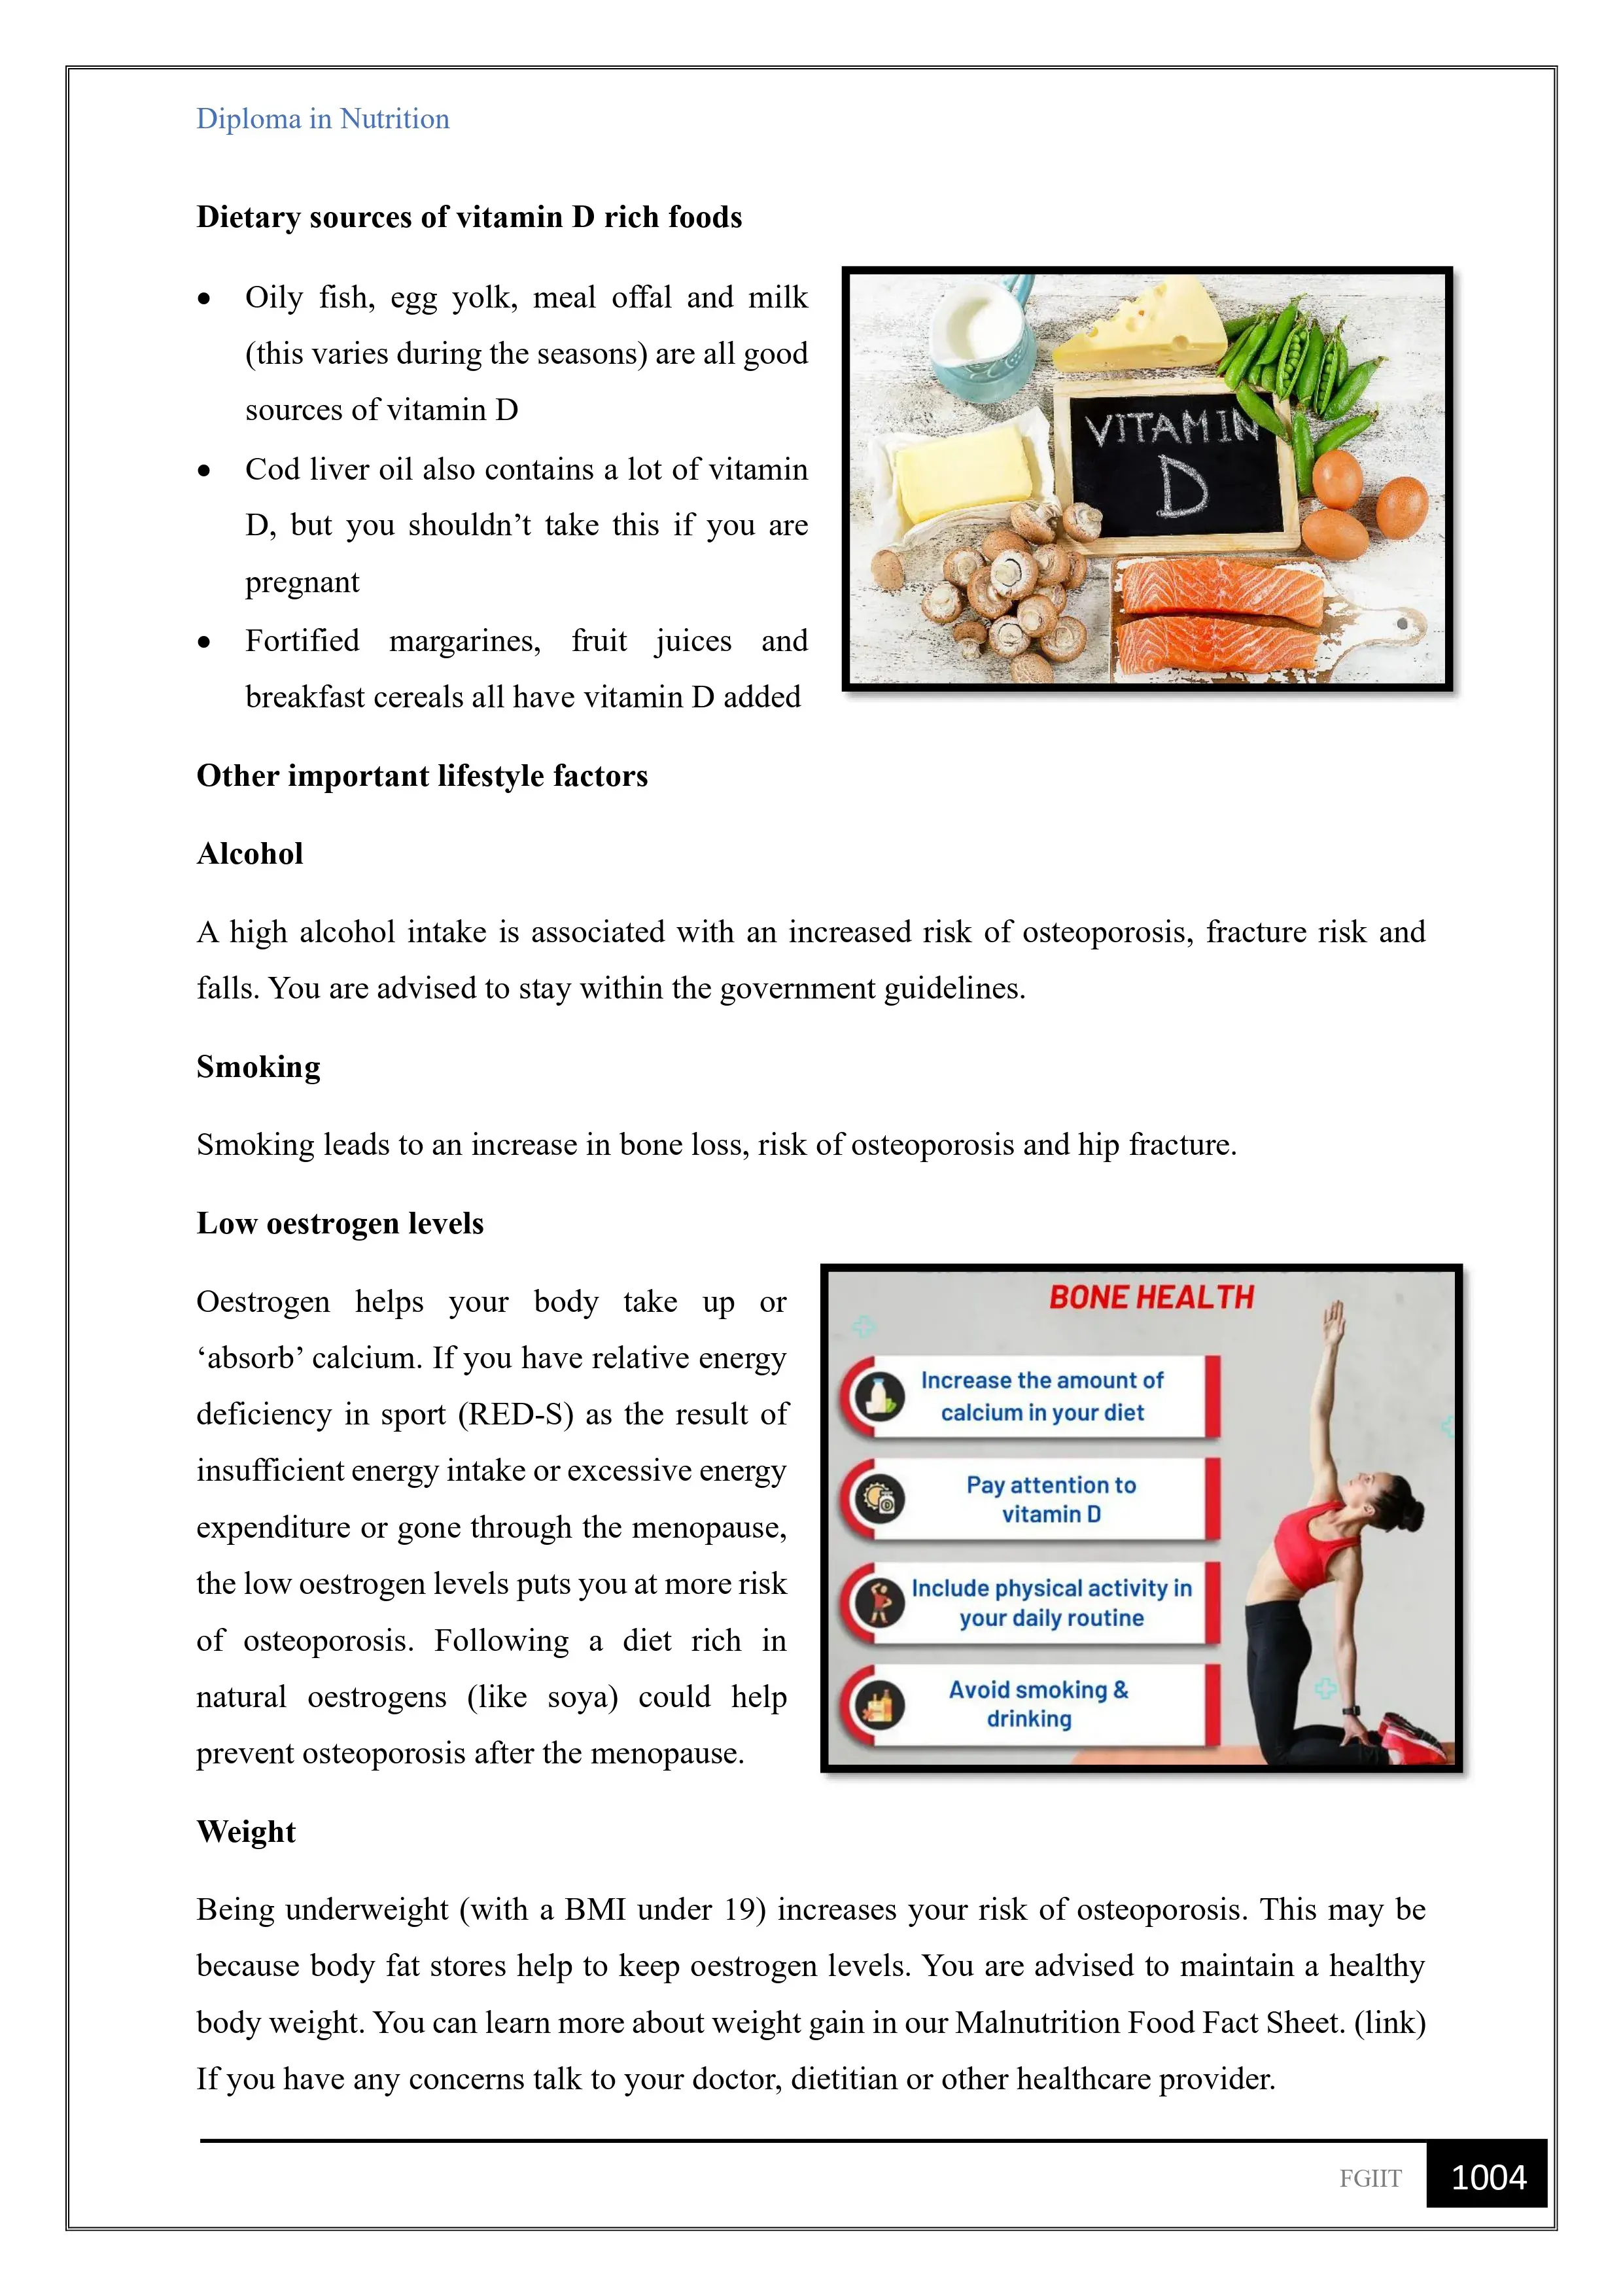 Diploma in Nutrition
Dietary sources of vitamin D rich foods
• Oily fish, egg yolk, meal offal and milk
(this varies during the seasons) are all good
sources of vitamin D
• Cod liver oil also contains a lot of vitamin
D, but you shouldn’t take this if you are
pregnant
• Fortified margarines, fruit juices and
breakfast cereals all have vitamin D added
VITAMIN
D
Other important lifestyle factors
Alcohol
A high alcohol intake is associated with an increased risk of osteoporosis, fracture risk and
falls. You are advised to stay within the government guidelines.
Smoking
Smoking leads to an increase in bone loss, risk of osteoporosis and hip fracture.
Low oestrogen levels
Oestrogen helps your body take up or
‘absorb’ calcium. If you have relative energy
deficiency in sport (RED-S) as the result of
insufficient energy intake or excessive energy
expenditure or gone through the menopause,
the low oestrogen levels puts you at more risk
of osteoporosis. Following a diet rich in
natural oestrogens (like soya) could help
prevent osteoporosis after the menopause.
BONE HEALTH
Increase the amount of
calcium in your diet
Pay attention to
vitamin D
Include physical activity in
your daily routine
Avoid smoking &
drinking
Weight
Being underweight (with a BMI under 19) increases your risk of osteoporosis. This may be
because body fat stores help to keep oestrogen levels. You are advised to maintain a healthy
body weight. You can learn more about weight gain in our Malnutrition Food Fact Sheet. (link)
If you have any concerns talk to your doctor, dietitian or other healthcare provider.
FGIIT 1004